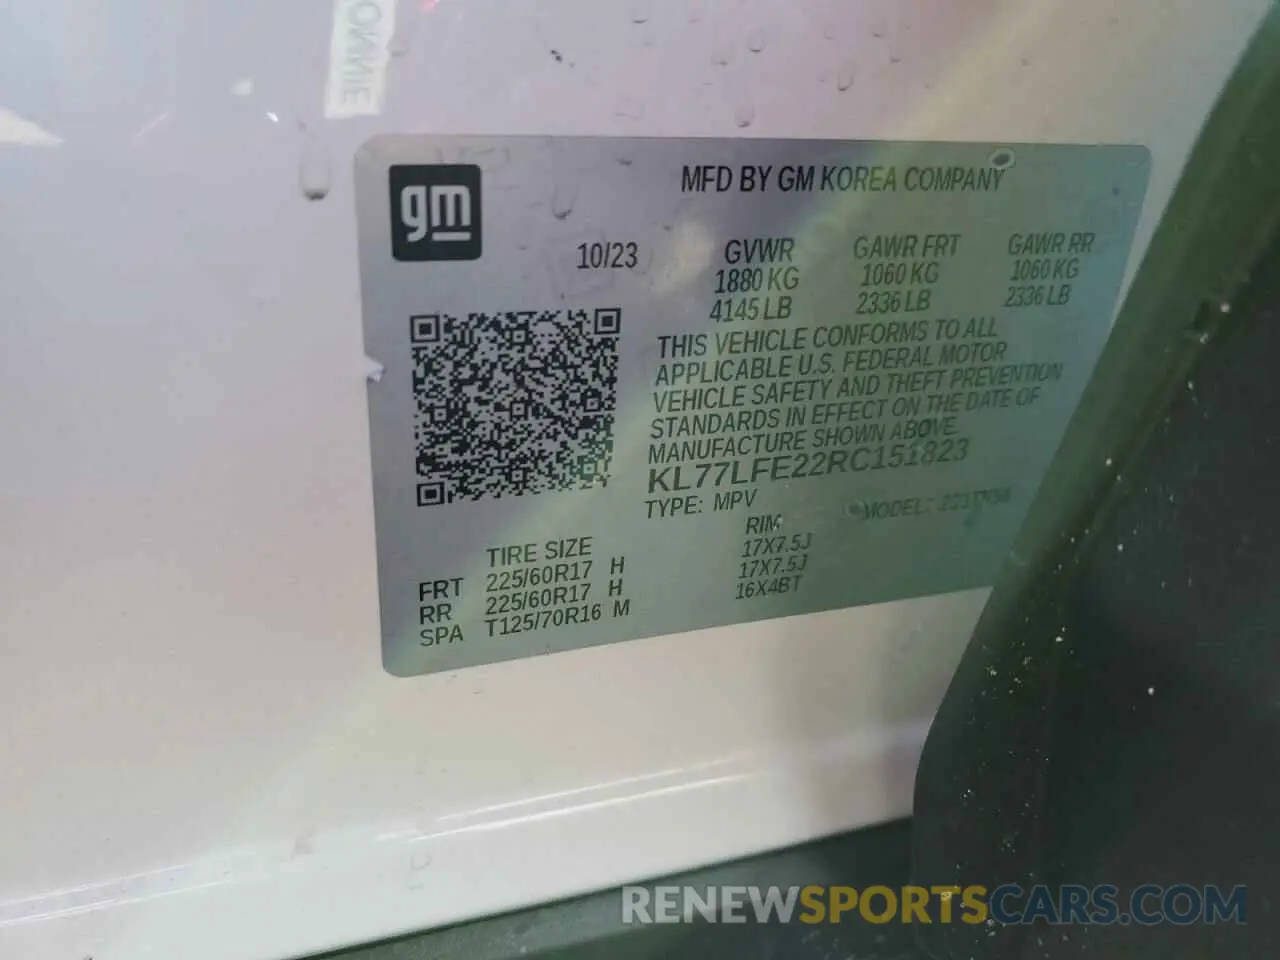 ONNIE
gm
MFD BY GM KOREA COMPANY
10/23
GVWR GAWR FRT GAWR RR
1880 KG 1060 KG 1060 KG
4145 LB 2336 LB 2336 LB
THIS VEHICLE CONFORMS TO ALL
APPLICABLE U.S. FEDERAL MOTOR
VEHICLE SAFETY AND THEFT PREVENTION
STANDARDS IN EFFECT ON THE DATE OF
MANUFACTURE SHOWN ABOVE.
KL77LFE22RC151823
TYPE: MPV MODEL:
TIRE SIZE RIM
FRT 225/60R17 H 17X7.5J
RR 225/60R17 H 17X7.5J
SPA T125/70R16 M 16X4BT
RENEWSPORTSCARS.COM